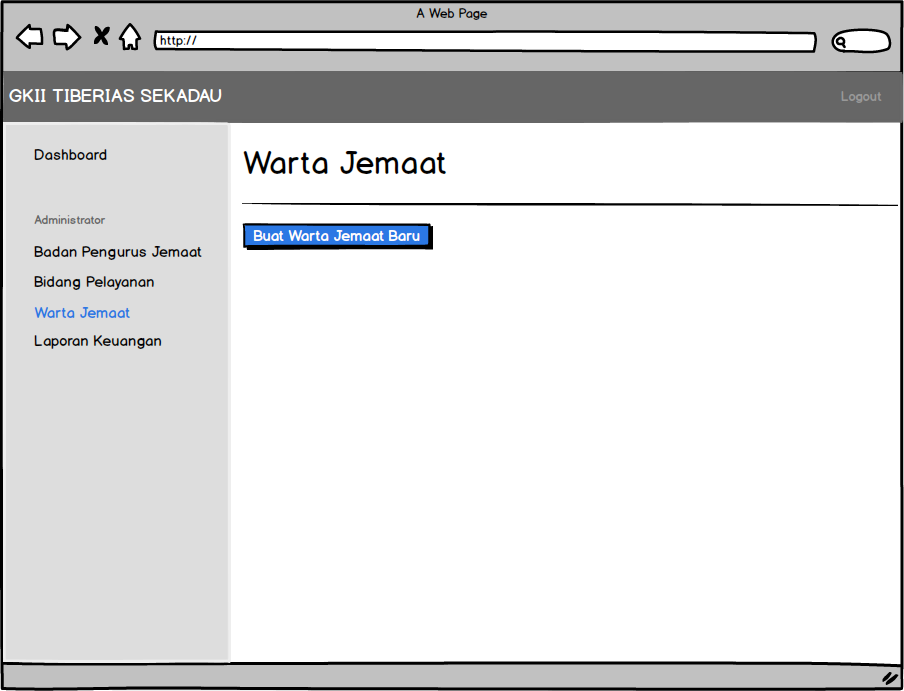 A Web Page
http://
GKII TIBERIAS SEKADAU
Logout
Dashboard
Administrator
Badan Pengurus Jemaat
Bidang Pelayanan
Warta Jemaat
Laporan Keuangan
Warta Jemaat
Buat Warta Jemaat Baru